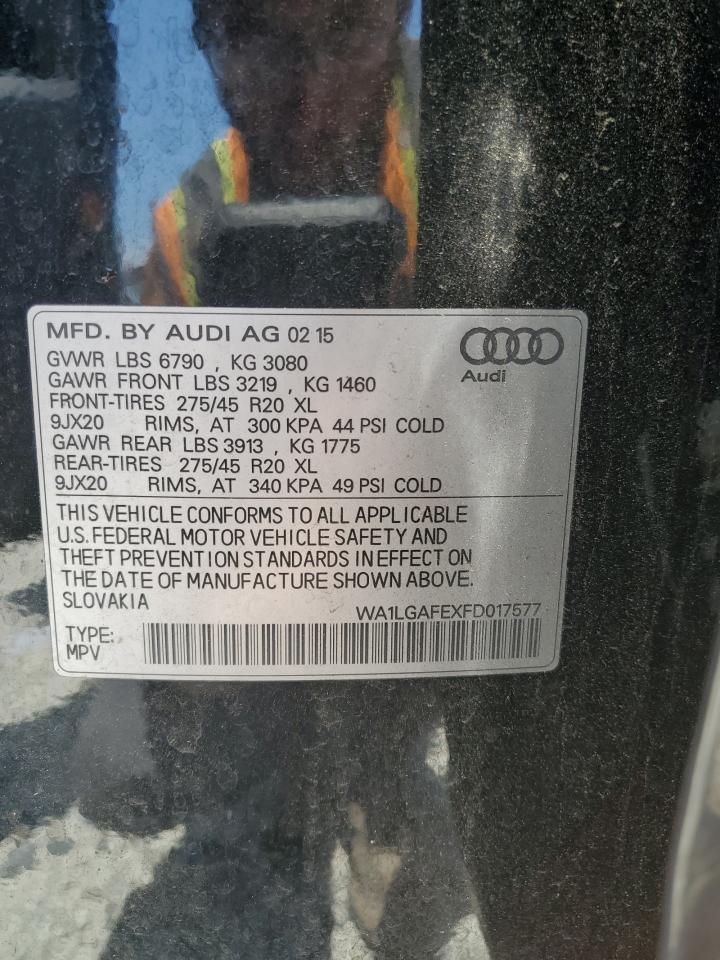 MFD. BY AUDI AG 02 15
Audi
GVWR LBS 6790 , KG 3080
GAWR FRONT LBS 3219 , KG 1460
FRONT-TIRES 275/45 R20 XL
9JX20 RIMS, AT 300 KPA 44 PSI COLD
GAWR REAR LBS 3913 , KG 1775
REAR-TIRES 275/45 R20 XL
9JX20 RIMS, AT 340 KPA 49 PSI COLD
THIS VEHICLE CONFORMS TO ALL APPLICABLE
U.S. FEDERAL MOTOR VEHICLE SAFETY AND
THEFT PREVENTION STANDARDS IN EFFECT ON
THE DATE OF MANUFACTURE SHOWN ABOVE.
SLOVAKIA
WA1LGAFEXFD017577
TYPE:
MPV